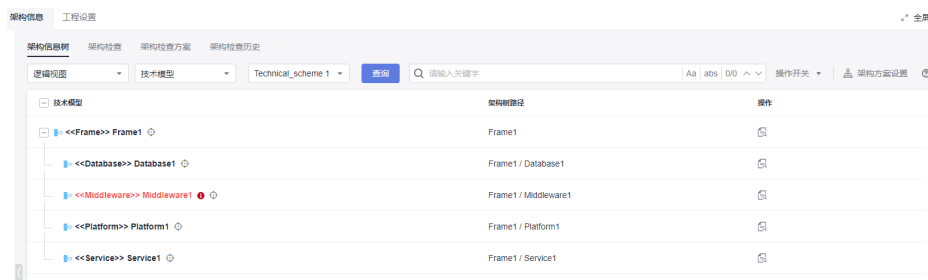 架构信息 工程设置 全屏
架构信息树 架构检查 架构检查方案 架构检查历史
逻辑视图 技术模型 Technical_scheme 1 查询 请输入关键字 Aa abs 0/0 操作开关 架构方案设置
技术模型 架构树路径 操作
<<Frame>> Frame1 Frame1
<<Database>> Database1 Frame1 / Database1
<<Middleware>> Middleware1 Frame1 / Middleware1
<<Platform>> Platform1 Frame1 / Platform1
<<Service>> Service1 Frame1 / Service1